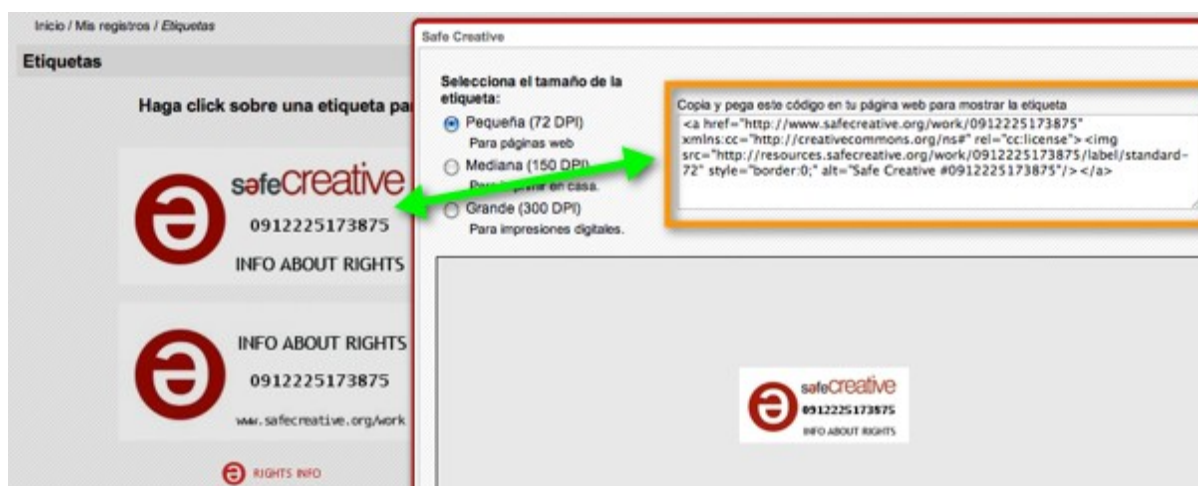 Inicio / Mis registros / Etiquetas
Etiquetas
Haga click sobre una etiqueta
safecreative
0912225173875
INFO ABOUT RIGHTS
INFO ABOUT RIGHTS
0912225173875
www.safecreative.org/work
RIGHTS INFO
Safe Creative
Selecciona el tamaño de la
etiqueta:
Pequeña (72 DPI)
Para páginas web
Mediana (150 DPI)
Para imprimir en casa.
Grande (300 DPI)
Para impresiones digitales.
Copia y pega este código en tu página web para mostrar la etiqueta
<a href="http://www.safecreative.org/work/0912225173875"
xmlns:cc="http://creativecommons.org/ns#" rel="cc:license"><img
src="http://resources.safecreative.org/work/0912225173875/label/standard-
72" style="border:0;" alt="Safe Creative #0912225173875"/></a>
safecreative
0912225173875
INFO ABOUT RIGHTS